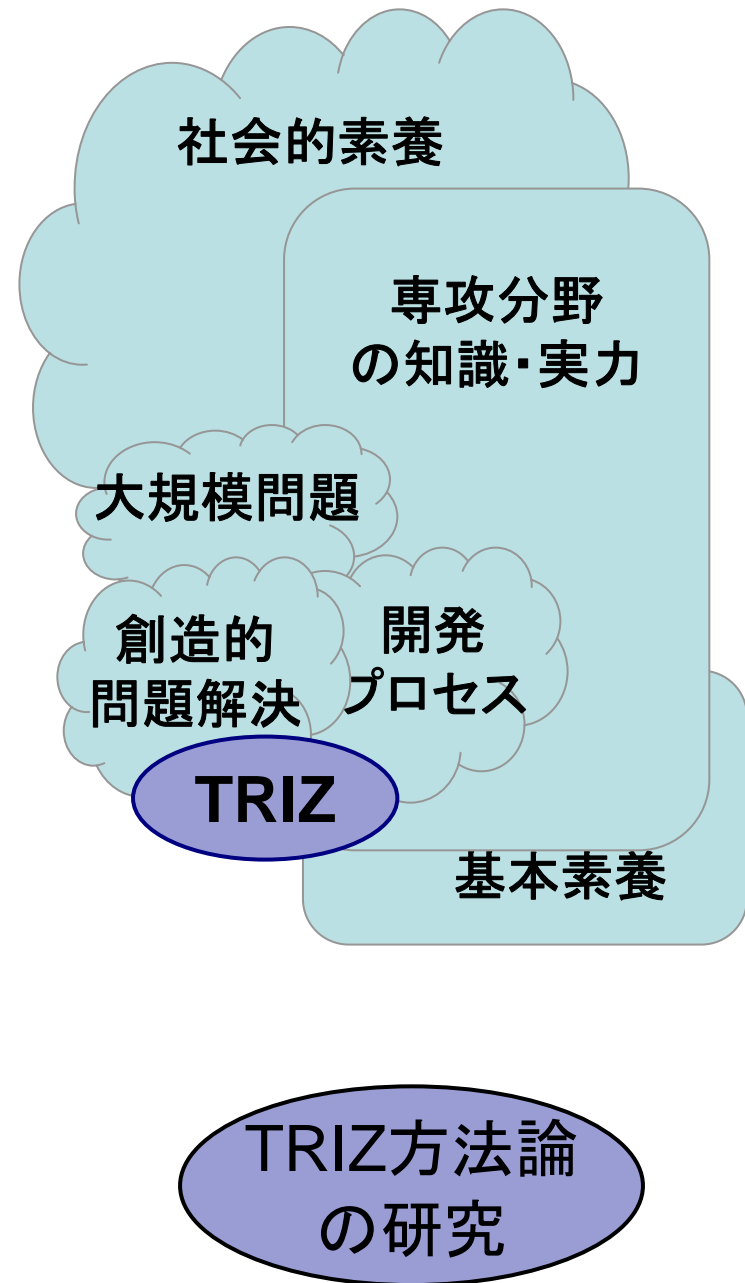 社会的素養
専攻分野
の知識・実力
大規模問題
創造的
問題解決
開発
プロセス
TRIZ
基本素養
TRIZ方法論
の研究